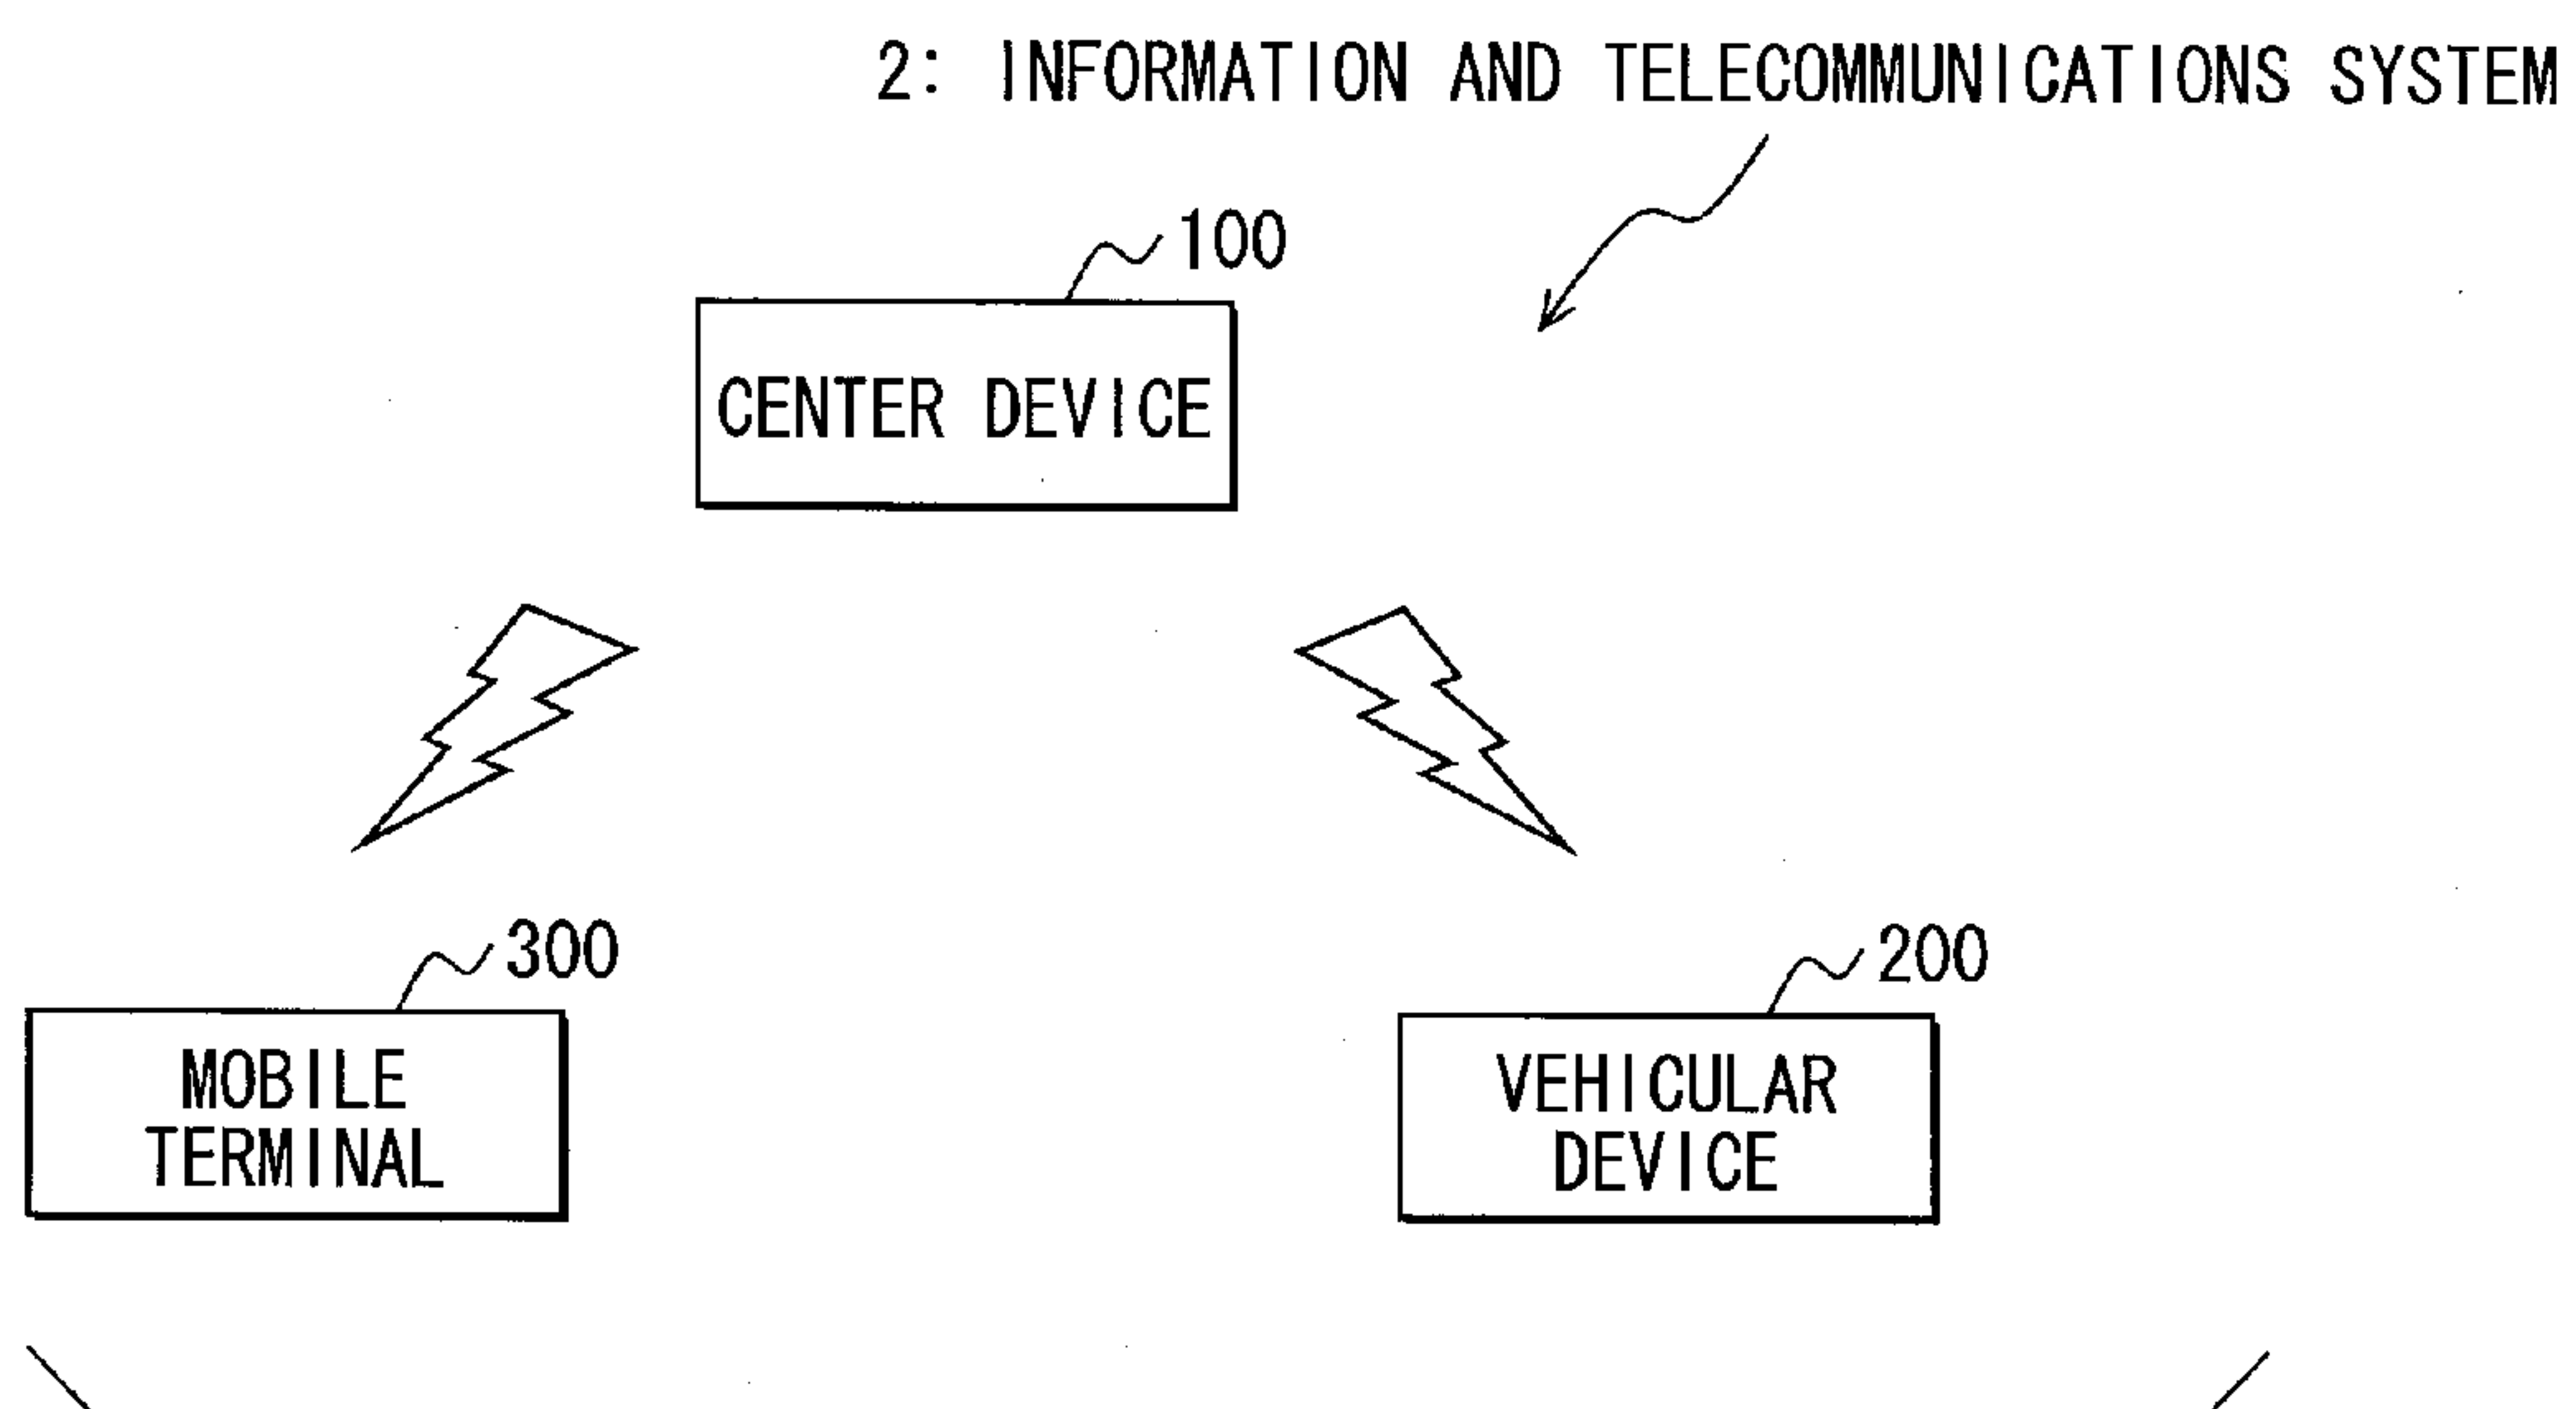 2: INFORMATION AND TELECOMMUNICATIONS SYSTEM
100
CENTER DEVICE
300
MOBILE
TERMINAL
200
VEHICULAR
DEVICE